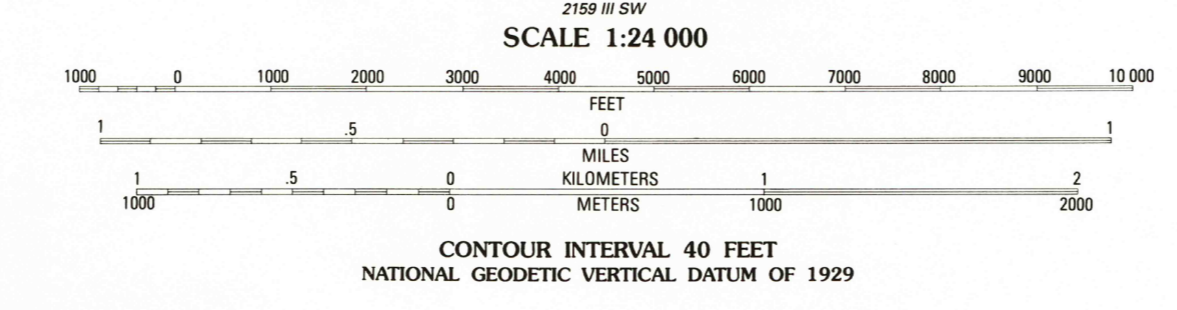 2159 III SW
SCALE 1:24 000
1000 0 1000 2000 3000 4000 5000 6000 7000 8000 9000 10 000
FEET
1 .5 0 1
MILES
1 .5 0 KILOMETERS 1 2
1000 0 METERS 1000 2000
CONTOUR INTERVAL 40 FEET
NATIONAL GEODETIC VERTICAL DATUM OF 1929